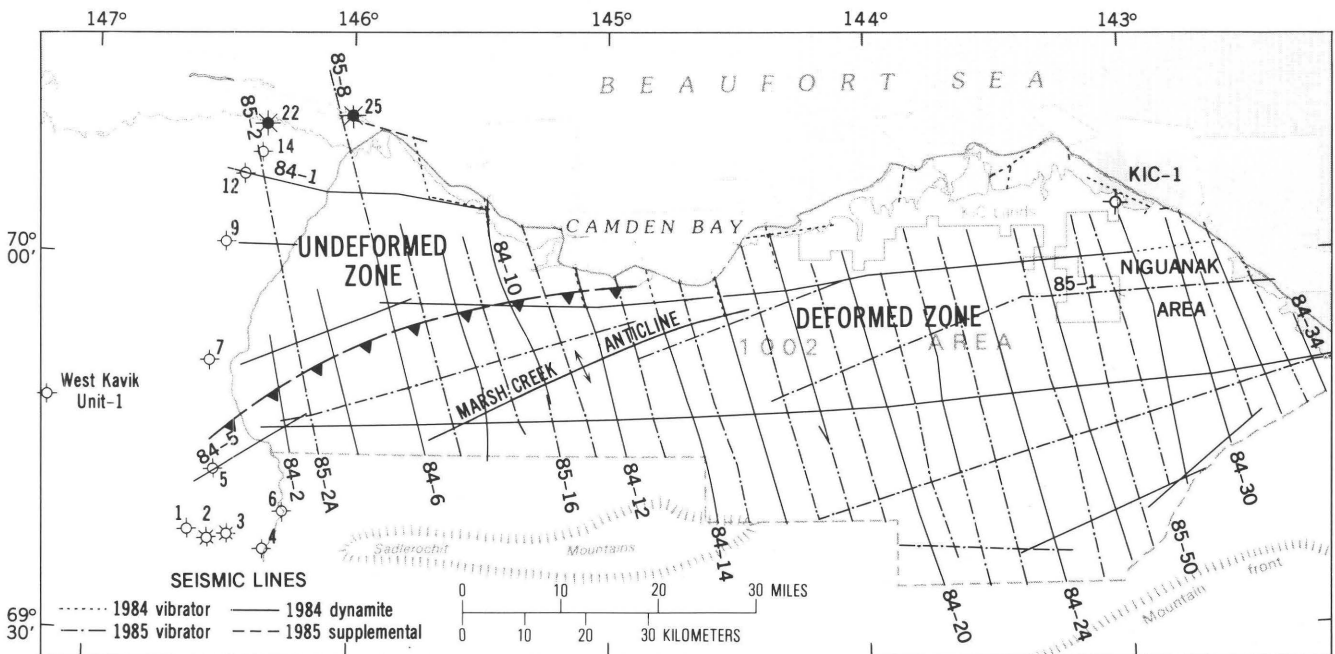 147° 146° 145° 144° 143°
BEAUFORT SEA
85-8
85-2
22
25
14
84-1
12
KIC-1
9
CAMDEN BAY
KIC Lands
70°
00'
UNDEFORMED
ZONE
84-10
NIGUANAK
AREA
85-1
DEFORMED ZONE
84-34
1002 AREA
MARSH CREEK ANTICLINE
7
West Kavik
Unit-1
84-5
5
84-2
85-2A
84-6
85-16
84-12
84-14
84-30
85-50
84-20
84-24
6
1
2
3
4
Sadlerochit Mountains
Mountain front
SEISMIC LINES
1984 vibrator
1984 dynamite
1985 vibrator
1985 supplemental
0 10 20 30 MILES
0 10 20 30 KILOMETERS
69°
30'